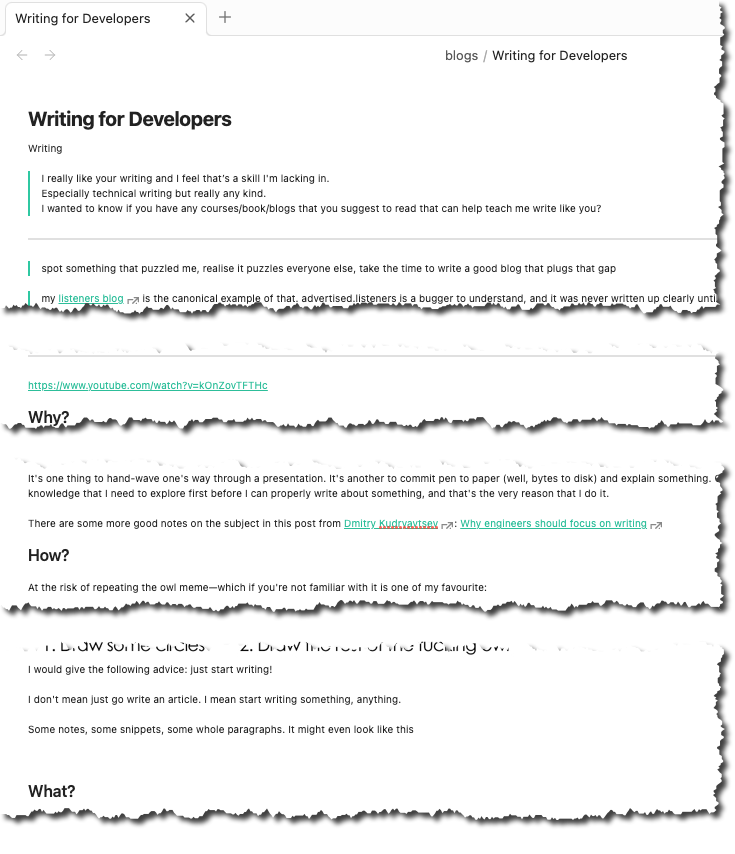 Writing for Developers
blogs / Writing for Developers
Writing for Developers
Writing
I really like your writing and I feel that's a skill I'm lacking in.
Especially technical writing but really any kind.
I wanted to know if you have any courses/book/blogs that you suggest to read that can help teach me write like you?
spot something that puzzled me, realise it puzzles everyone else, take the time to write a good blog that plugs that gap
my listeners blog is the canonical example of that. advertised.listeners is a bugger to understand, and it was never written up clearly until
https://www.youtube.com/watch?v=kOnZovTFTHc
Why?
It's one thing to hand-wave one's way through a presentation. It's another to commit pen to paper (well, bytes to disk) and explain something.
knowledge that I need to explore first before I can properly write about something, and that's the very reason that I do it.
There are some more good notes on the subject in this post from Dmitry Kudryavtsev: Why engineers should focus on writing
How?
At the risk of repeating the owl meme—which if you're not familiar with it is one of my favourite:
1. Draw some circles 2. Draw the rest of the fucking owl
I would give the following advice: just start writing!
I don't mean just go write an article. I mean start writing something, anything.
Some notes, some snippets, some whole paragraphs. It might even look like this
What?